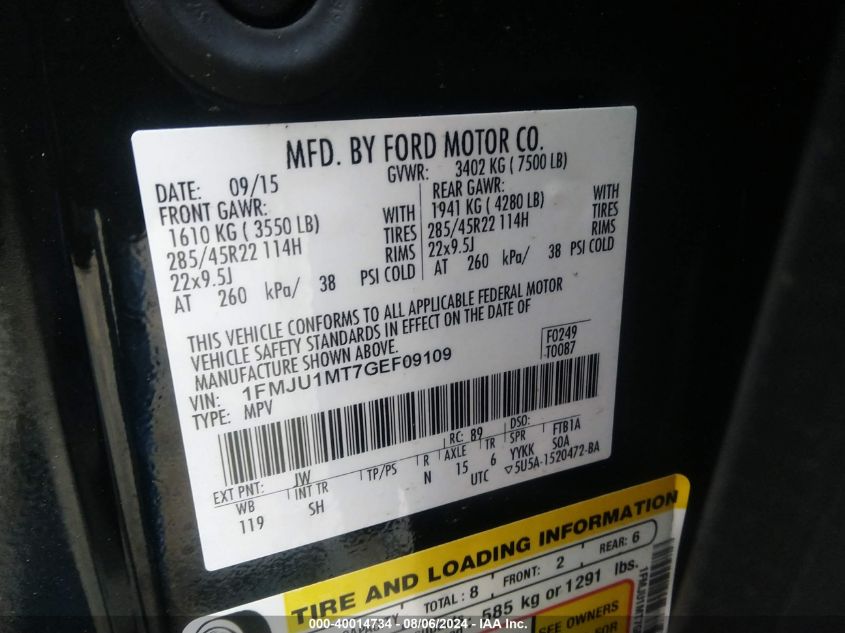 MFD. BY FORD MOTOR CO.
DATE: 09/15 GVWR: 3402 KG ( 7500 LB)
FRONT GAWR: REAR GAWR:
1610 KG ( 3550 LB) WITH 1941 KG ( 4280 LB) WITH
285/45R22 114H TIRES 285/45R22 114H TIRES
22x9.5J RIMS 22x9.5J RIMS
AT 260 kPa/ 38 PSI COLD AT 260 kPa/ 38 PSI COLD
THIS VEHICLE CONFORMS TO ALL APPLICABLE FEDERAL MOTOR
VEHICLE SAFETY STANDARDS IN EFFECT ON THE DATE OF
MANUFACTURE SHOWN ABOVE.
F0249
T0087
VIN: 1FMJU1MT7GEF09109
TYPE: MPV
EXT PNT: JW RC: 89 DSO:
WB INT TR TP/PS R AXLE TR SPR FTB1A
119 SH N 15 6 YYKK SOA
UTC ▽5U5A-1520472-BA
TIRE AND LOADING INFORMATION
TOTAL : 8 FRONT: 2 REAR: 6
585 kg or 1291 lbs.
SEE OWNERS
FOR
000-40014734 - 08/06/2024 - IAA Inc.